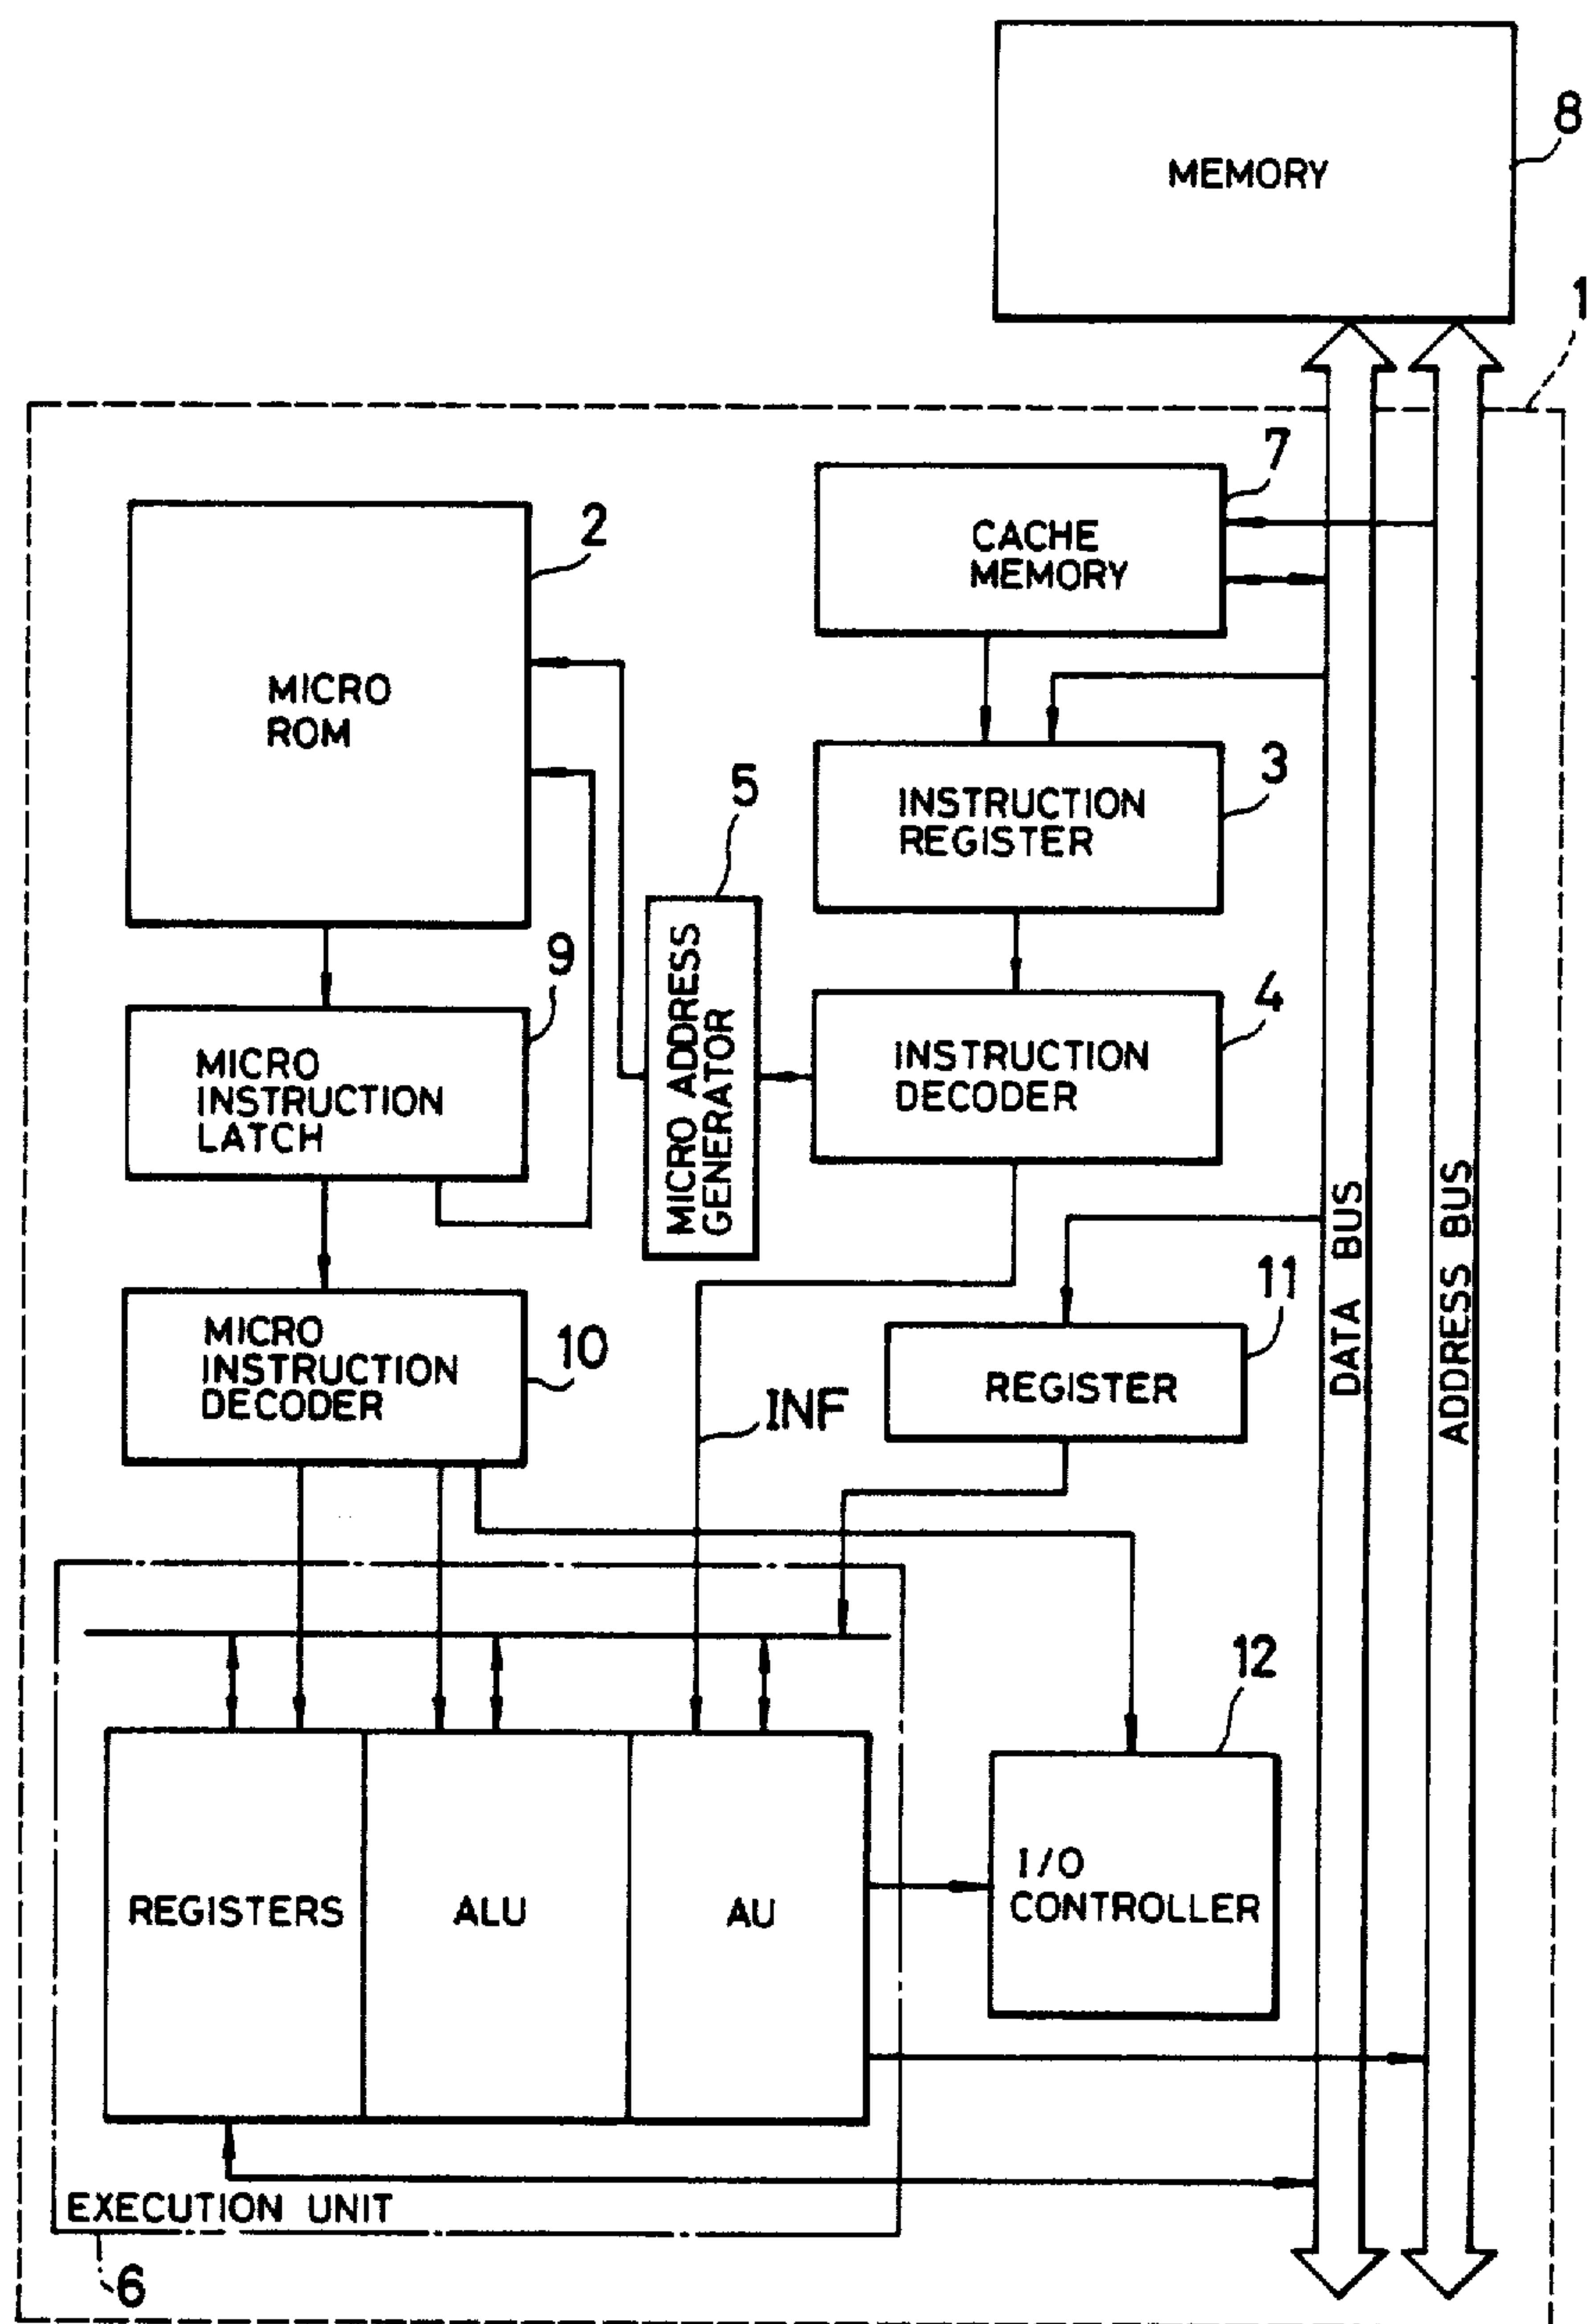 MEMORY
8
1
7
CACHE
MEMORY
2
MICRO
ROM
3
INSTRUCTION
REGISTER
5
MICRO ADDRESS
GENERATOR
9
4
MICRO
INSTRUCTION
LATCH
INSTRUCTION
DECODER
DATA BUS
ADDRESS BUS
11
MICRO
INSTRUCTION
DECODER
10
INF
REGISTER
12
REGISTERS
ALU
AU
I/O
CONTROLLER
EXECUTION UNIT
6